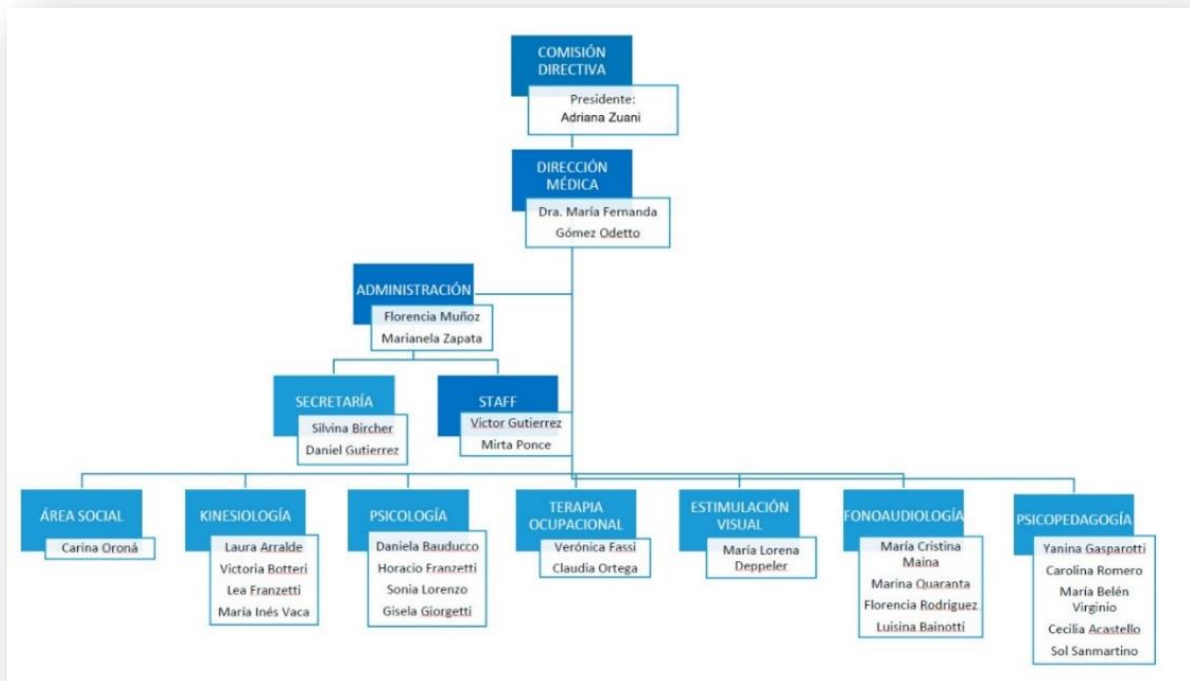 COMISIÓN
DIRECTIVA
Presidente:
Adriana Zuani
DIRECCIÓN
MÉDICA
Dra. María Fernanda
Gómez Odetto
ADMINISTRACIÓN
Florencia Muñoz
Marianela Zapata
SECRETARÍA
Silvina Bircher
Daniel Gutierrez
STAFF
Victor Gutierrez
Mirta Ponce
ÁREA SOCIAL
Carina Oroná
KINESIOLOGÍA
Laura Arralde
Victoria Botteri
Lea Franzetti
María Inés Vaca
PSICOLOGÍA
Daniela Bauducco
Horacio Franzetti
Sonia Lorenzo
Gisela Giorgetti
TERAPIA
OCUPACIONAL
Verónica Fassi
Claudia Ortega
ESTIMULACIÓN
VISUAL
María Lorena
Deppeler
FONOAUDIOLOGÍA
María Cristina
Maina
Marina Quaranta
Florencia Rodriguez
Luisina Bainotti
PSICOPEDAGOGÍA
Yanina Gasparotti
Carolina Romero
María Belén
Virginio
Cecilia Acastello
Sol Sanmartino